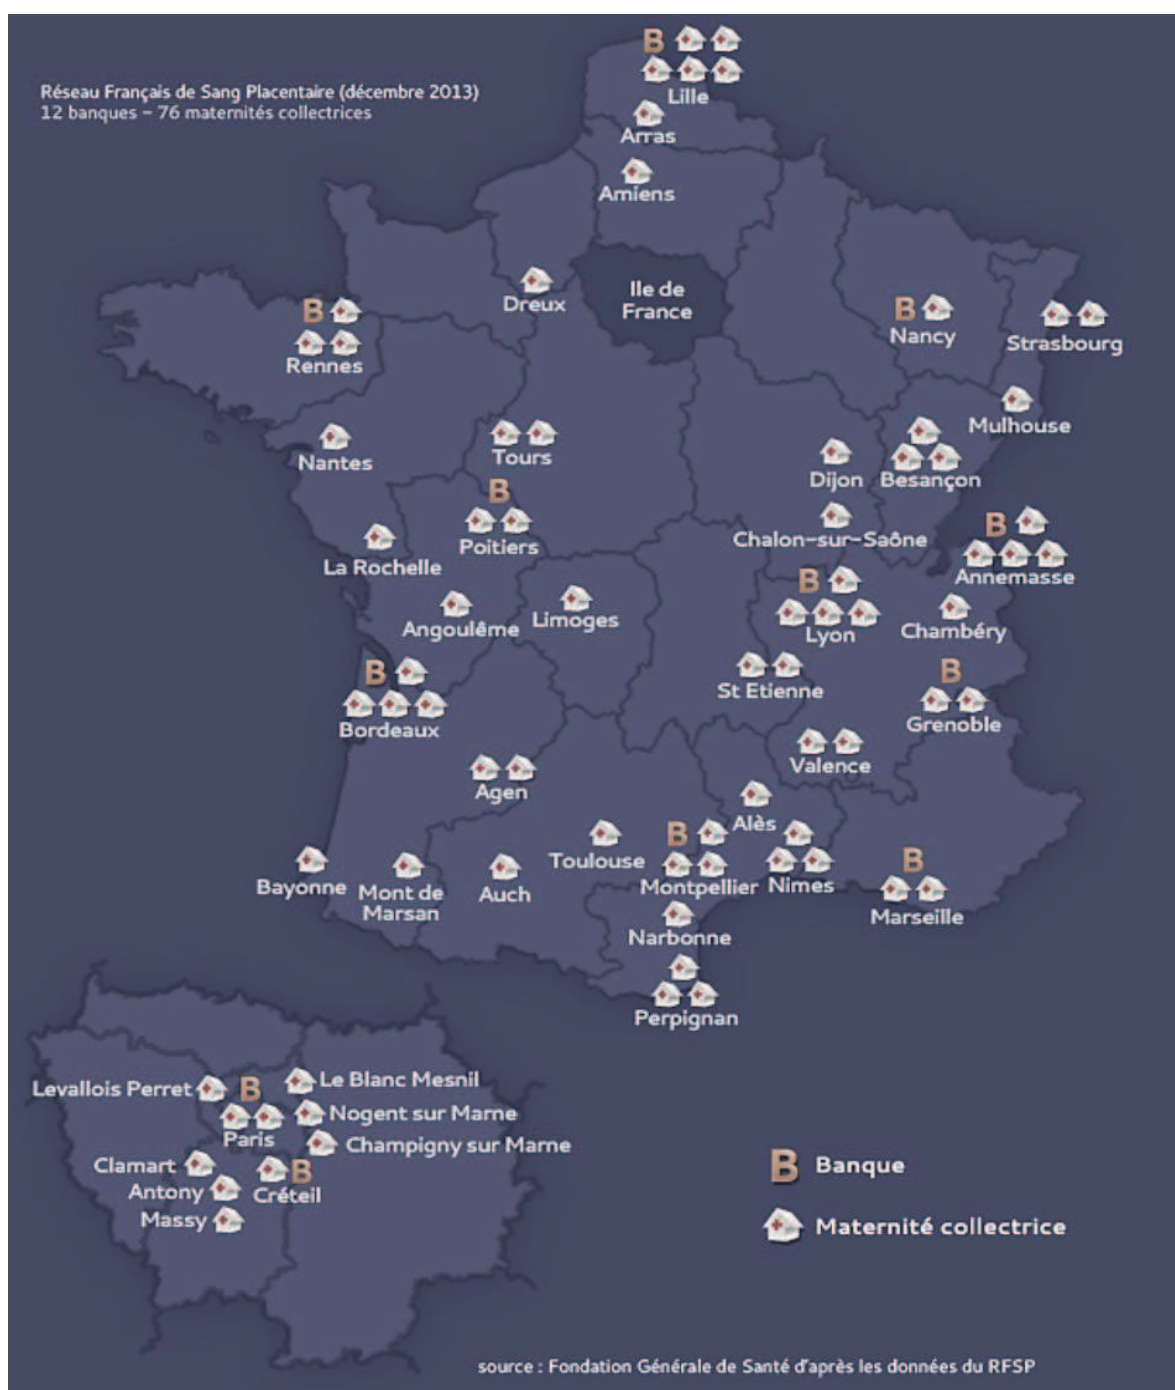 B
Réseau Français de Sang Placentaire (décembre 2013)
12 banques – 76 maternités collectrices
Lille
Arras
Amiens
Ile de
France
Dreux
B
Rennes
B
Nancy
Strasbourg
Mulhouse
Nantes
Tours
Dijon
Besançon
B
Poitiers
Chalon-sur-Saône
B
Annemasse
La Rochelle
Angoulême
Limoges
B
Lyon
Chambéry
B
Bordeaux
St Etienne
B
Grenoble
Valence
Agen
Alès
Toulouse
B
Montpellier
Nimes
B
Marseille
Bayonne
Mont de
Marsan
Auch
Narbonne
Perpignan
Levallois Perret
B
Le Blanc Mesnil
Paris
Nogent sur Marne
Champigny sur Marne
Clamart
Antony
Massy
B
Créteil
B Banque
Maternité collectrice
source : Fondation Générale de Santé d'après les données du RFSP